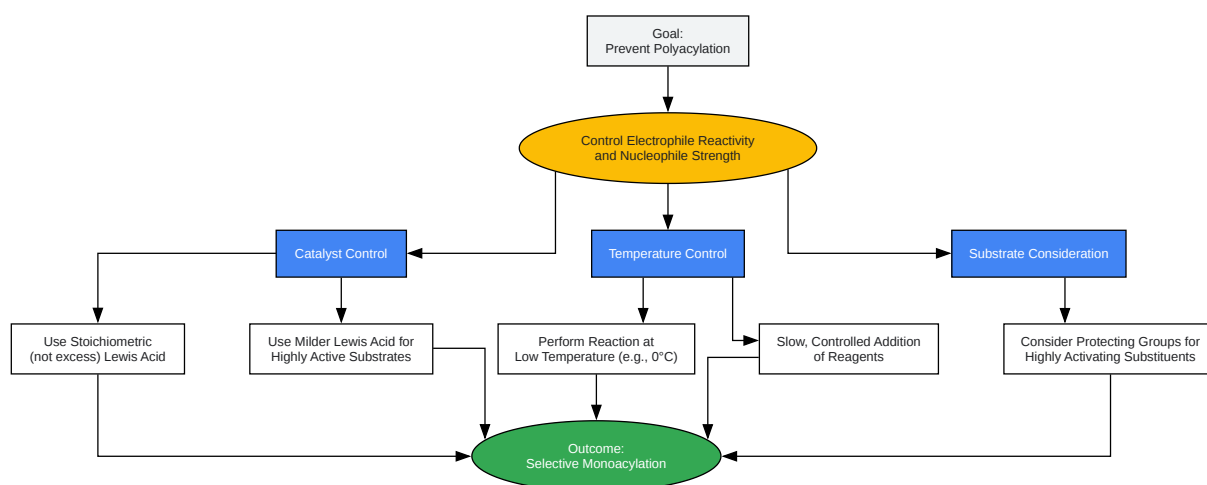 Goal:
Prevent Polyacylation
Control Electrophile Reactivity
and Nucleophile Strength
Catalyst Control
Temperature Control
Substrate Consideration
Use Stoichiometric
(not excess) Lewis Acid
Use Milder Lewis Acid for
Highly Active Substrates
Perform Reaction at
Low Temperature (e.g., 0°C)
Slow, Controlled Addition
of Reagents
Consider Protecting Groups for
Highly Activating Substituents
Outcome:
Selective Monoacylation